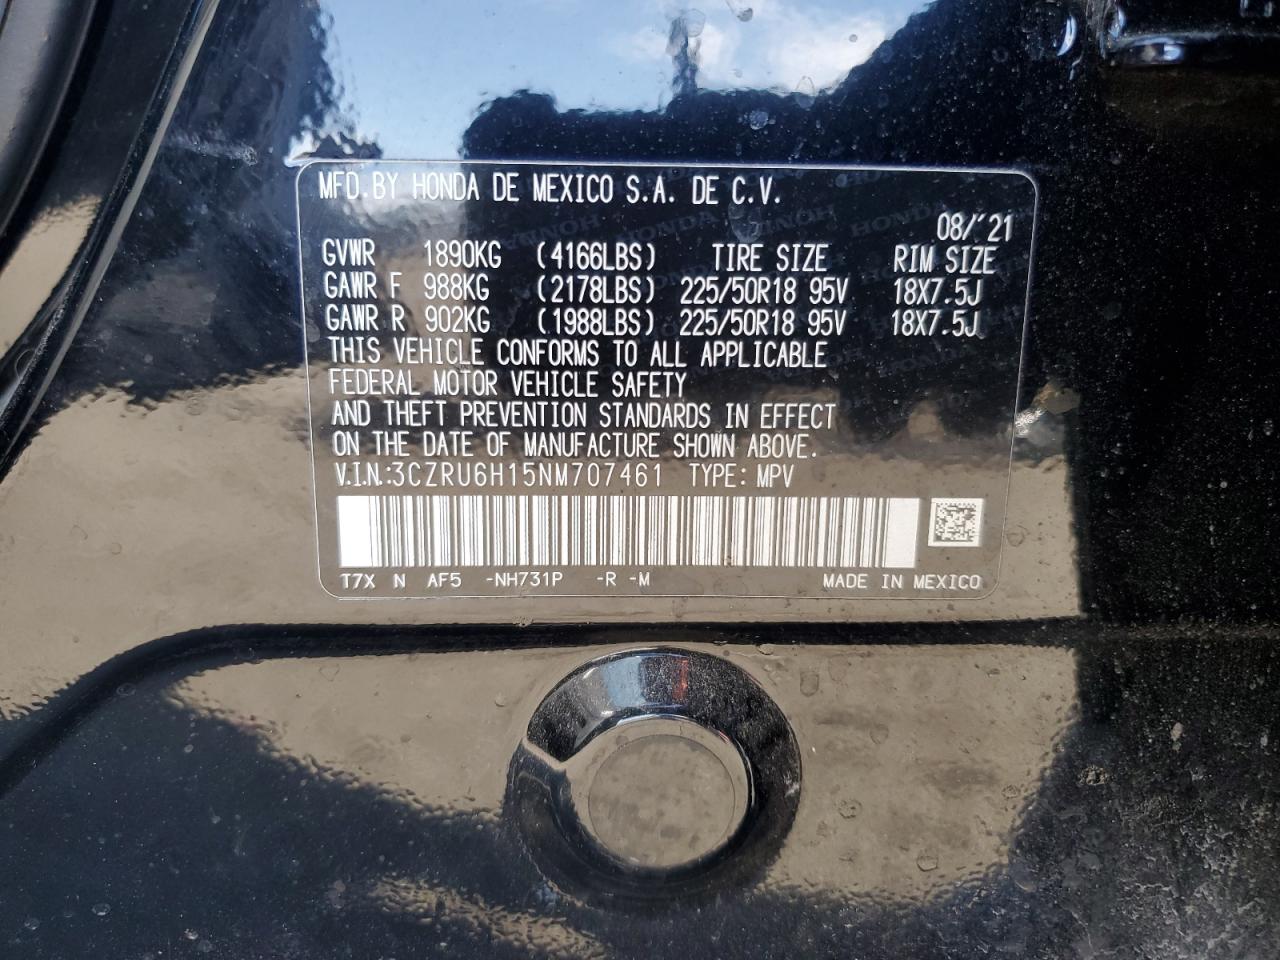 MFD.BY HONDA DE MEXICO S.A. DE C.V.
08/'21
GVWR 1890KG (4166LBS) TIRE SIZE RIM SIZE
GAWR F 988KG (2178LBS) 225/50R18 95V 18X7.5J
GAWR R 902KG (1988LBS) 225/50R18 95V 18X7.5J
THIS VEHICLE CONFORMS TO ALL APPLICABLE
FEDERAL MOTOR VEHICLE SAFETY
AND THEFT PREVENTION STANDARDS IN EFFECT
ON THE DATE OF MANUFACTURE SHOWN ABOVE.
V.I.N.:3CZRU6H15NM707461 TYPE: MPV
T7X N AF5 -NH731P -R -M MADE IN MEXICO